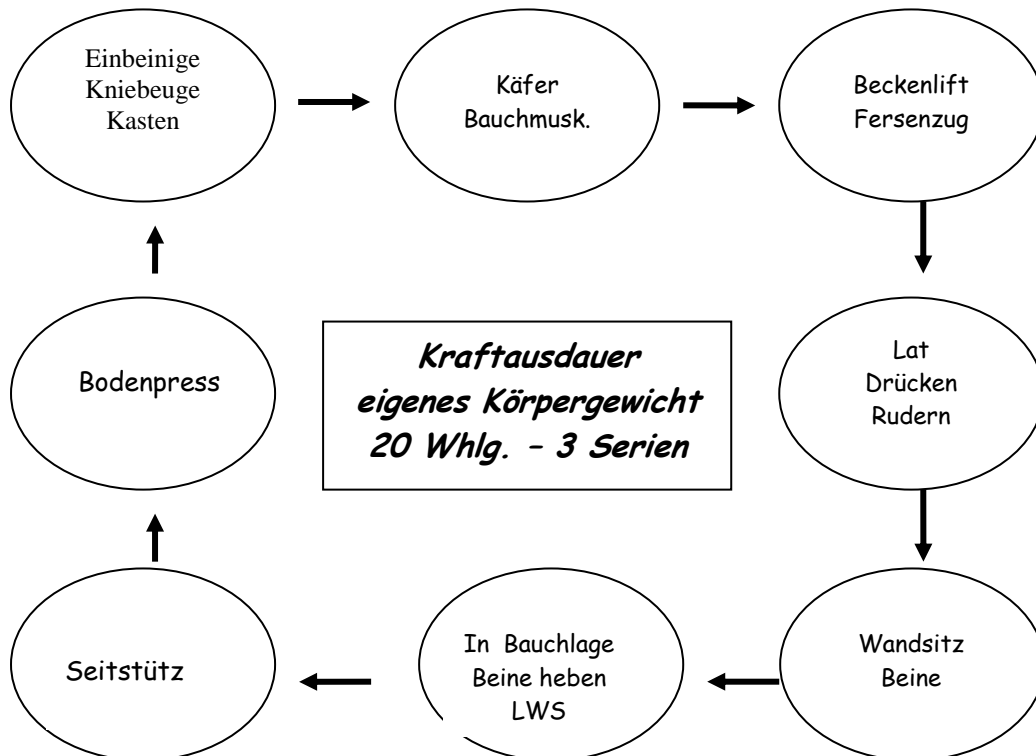 Einbeinige
Kniebeuge
Kasten
Käfer
Bauchmusk.
Beckenlift
Fersenzug
Bodenpress
Kraftausdauer
eigenes Körpergewicht
20 Whlg. – 3 Serien
Lat
Drücken
Rudern
Seitstütz
In Bauchlage
Beine heben
LWS
Wandsitz
Beine